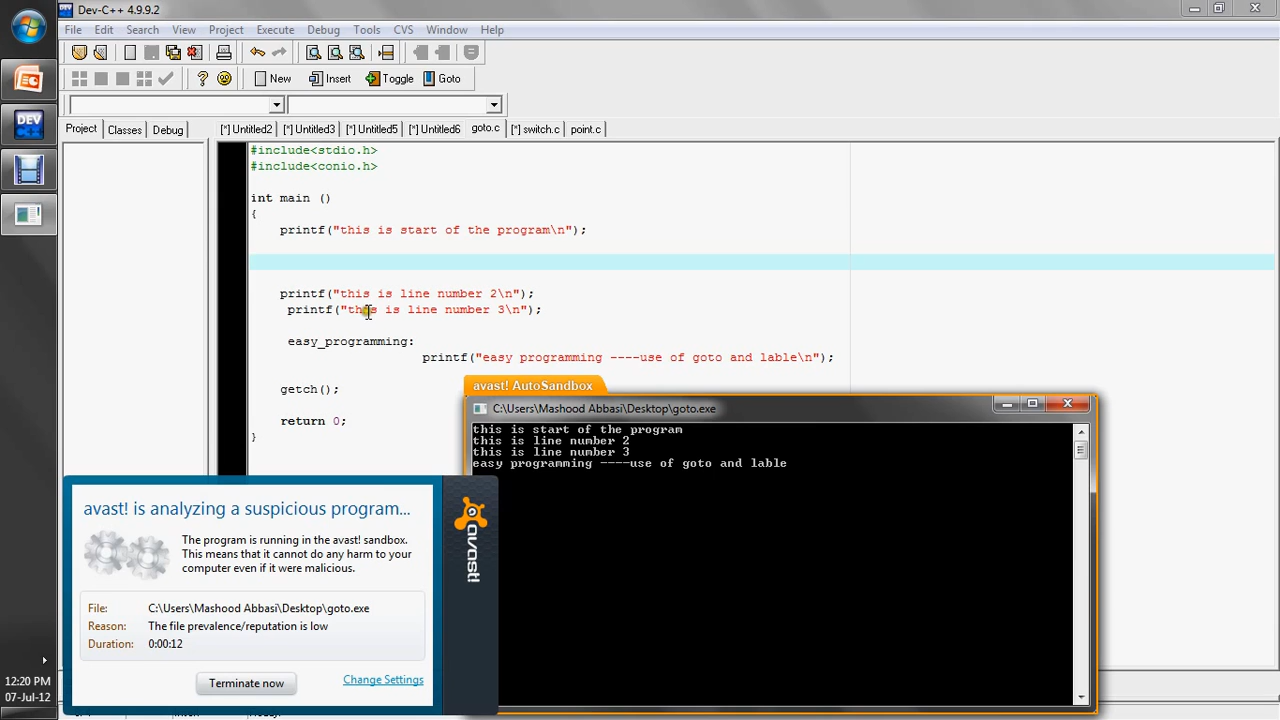 Dev-C++ 4.9.9.2
File Edit Search View Project Execute Debug Tools CVS Window Help
New Insert Toggle Goto
Project Classes Debug
[*] Untitled2 [*] Untitled3 [*] Untitled5 [*] Untitled6 goto.c [*] switch.c point.c
#include<stdio.h>
#include<conio.h>
int main ()
{
printf("this is start of the program\n");
printf("this is line number 2\n");
printf("this is line number 3\n");
easy_programming:
printf("easy programming ----use of goto and lable\n");
getch();
return 0;
}
avast! AutoSandbox
C:\Users\Mashood Abbasi\Desktop\goto.exe
this is start of the program
this is line number 2
this is line number 3
easy programming ----use of goto and lable
avast! is analyzing a suspicious program...
The program is running in the avast! sandbox.
This means that it cannot do any harm to your
computer even if it were malicious.
File: C:\Users\Mashood Abbasi\Desktop\goto.exe
Reason: The file prevalence/reputation is low
Duration: 0:00:12
Terminate now Change Settings
avast!
DEV
C++
12:20 PM
07-Jul-12